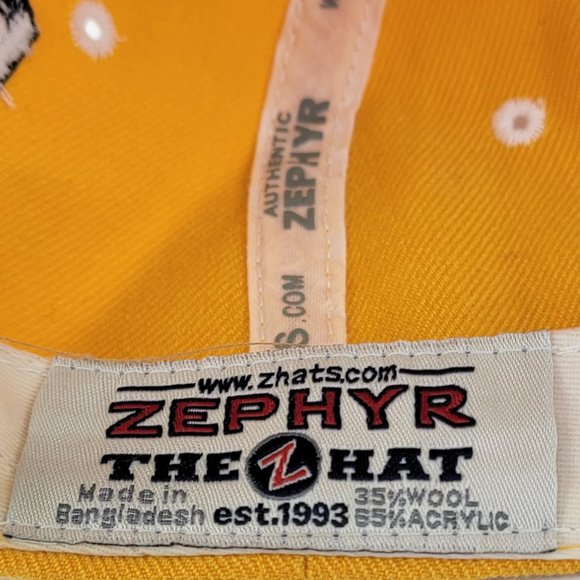 AUTHENTIC
ZEPHYR
S.COM
www.zhats.com
ZEPHYR
THE Z HAT
Made in
Bangladesh
est.1993
35%WOOL
65%ACRYLIC